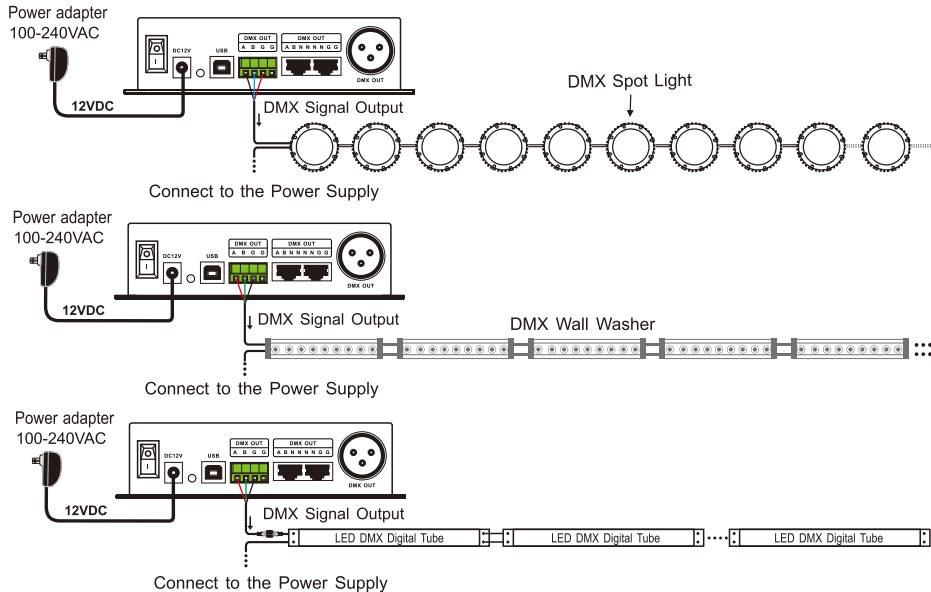 Power adapter
100-240VAC
DC12V
USB
DMX OUT
A B G G
DMX OUT
A B N N N N G G
DMX OUT
12VDC
DMX Signal Output
DMX Spot Light
Connect to the Power Supply
Power adapter
100-240VAC
DC12V
USB
DMX OUT
A B G G
DMX OUT
A B N N N N G G
DMX OUT
12VDC
DMX Signal Output
DMX Wall Washer
Connect to the Power Supply
Power adapter
100-240VAC
DC12V
USB
DMX OUT
A B G G
DMX OUT
A B N N N N G G
DMX OUT
12VDC
DMX Signal Output
LED DMX Digital Tube
LED DMX Digital Tube
LED DMX Digital Tube
Connect to the Power Supply